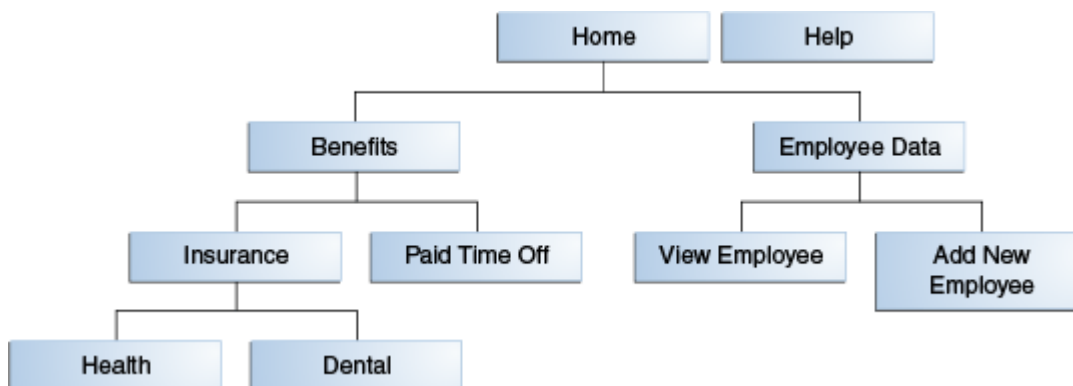 Home
Help
Benefits
Employee Data
Insurance
Paid Time Off
View Employee
Add New
Employee
Health
Dental